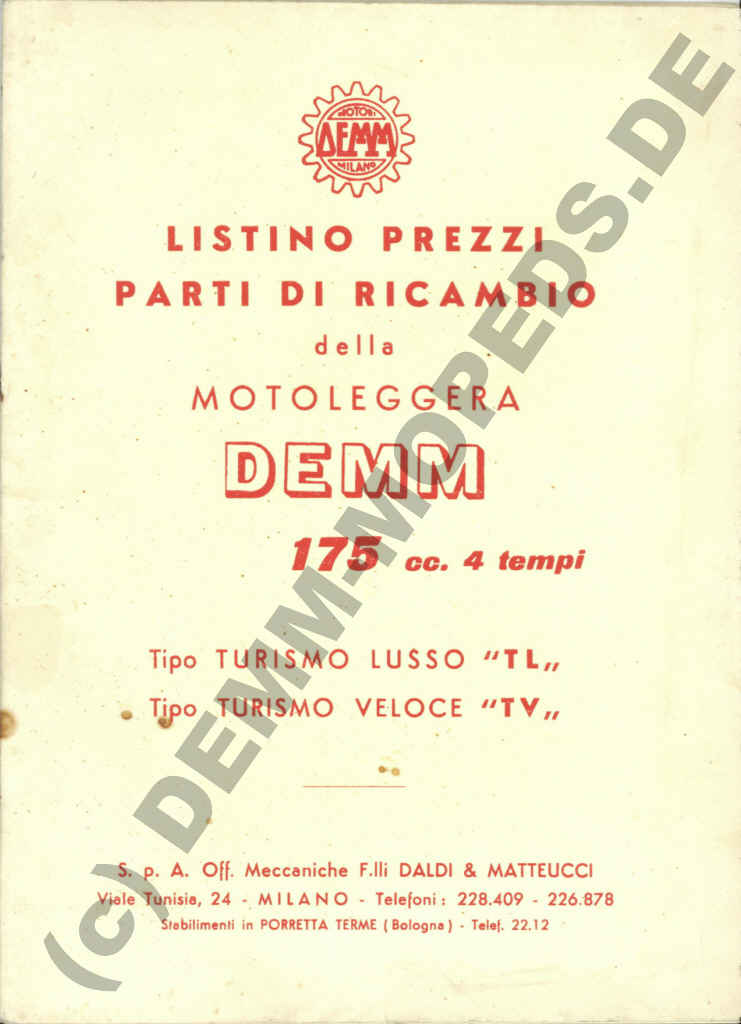 MOTORI
DEMM
MILANO
LISTINO PREZZI
PARTI DI RICAMBIO
della
MOTOLEGGERA
DEMM
175 cc. 4 tempi
Tipo TURISMO LUSSO "TL„
Tipo TURISMO VELOCE "TV„
S. p. A. Off. Meccaniche F.lli DALDI & MATTEUCCI
Viale Tunisia, 24 - MILANO - Telefoni : 228.409 - 226.878
Stabilimenti in PORRETTA TERME ( Bologna ) - Telef. 22.12
(c) DEMM-MOPEDS.DE